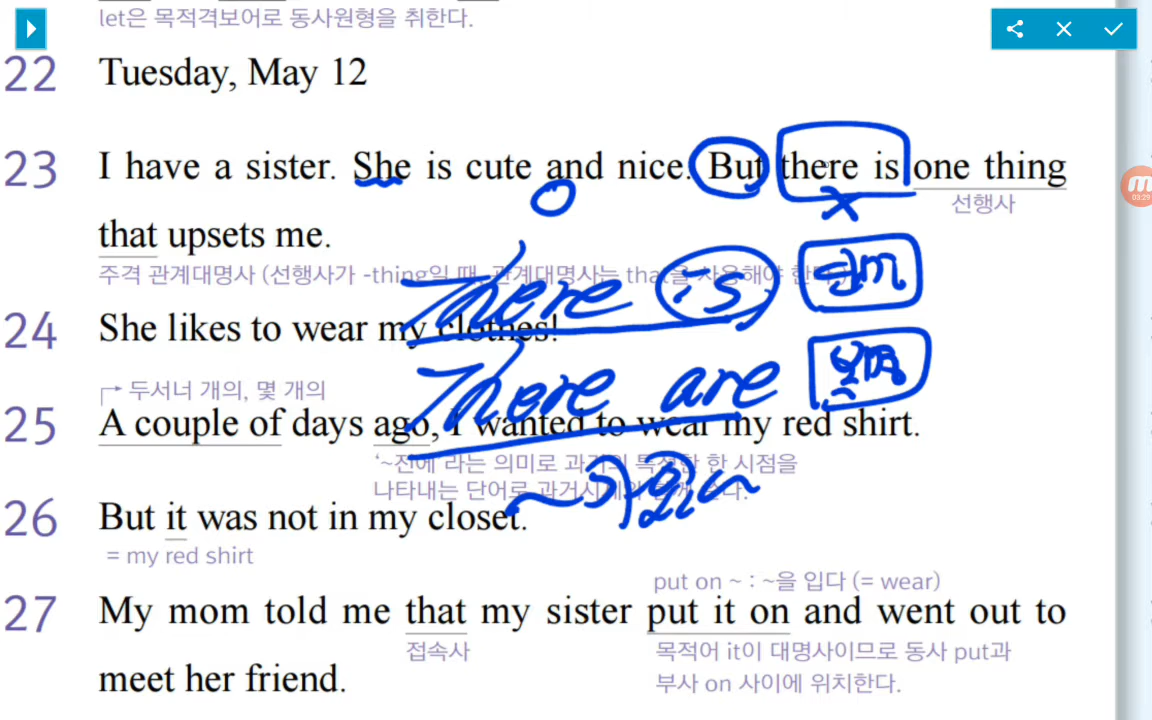 let은 목적격보어로 동사원형을 취한다.
22 Tuesday, May 12
23 I have a sister. She is cute and nice. But there is one thing
선행사
that upsets me.
주격 관계대명사 (선행사가 -thing일 때, 관계대명사는 that을 사용해야 한다.)
There is 단수
24 She likes to wear my clothes!
There are 복수
두서너 개의, 몇 개의
25 A couple of days ago, I wanted to wear my red shirt.
‘~전에’라는 의미로 과거의 특정한 한 시점을
나타내는 단어로 과거시제와 함께 쓴다.
~가 있~
26 But it was not in my closet.
= my red shirt
put on ~ : ~을 입다 (= wear)
27 My mom told me that my sister put it on and went out to
접속사
목적어 it이 대명사이므로 동사 put과
부사 on 사이에 위치한다.
meet her friend.
03:29